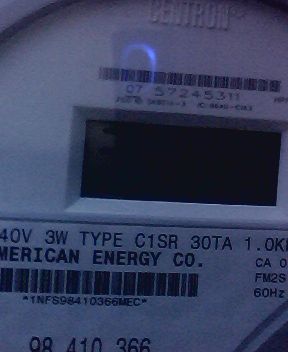 CENTRON
07 57245311
40V 3W TYPE C1SR 30TA 1.0K
MERICAN ENERGY CO.
CA 0
FM2S
60Hz
*1NFS98410366MEC*
98 410 366